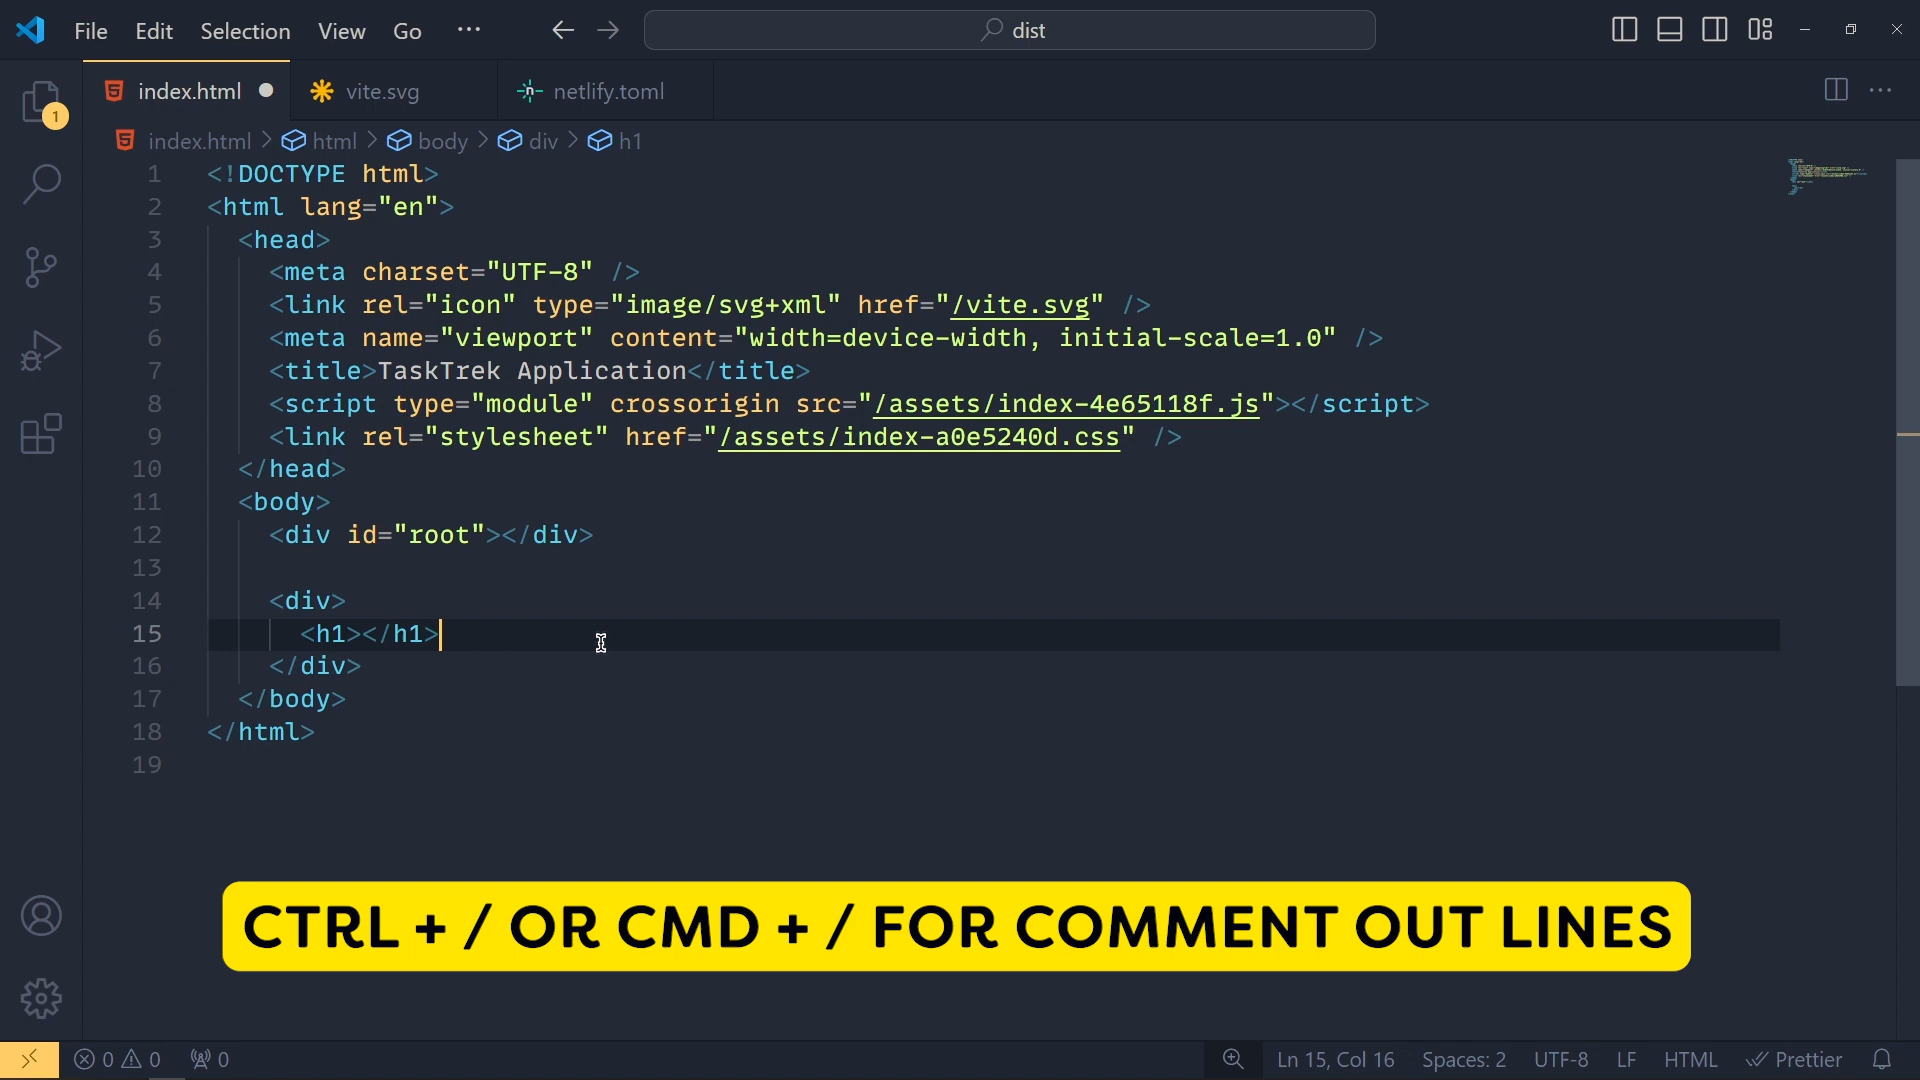 File Edit Selection View Go ··· dist
index.html vite.svg netlify.toml
index.html > html > body > div > h1
1 <!DOCTYPE html>
2 <html lang="en">
3 <head>
4 <meta charset="UTF-8" />
5 <link rel="icon" type="image/svg+xml" href="/vite.svg" />
6 <meta name="viewport" content="width=device-width, initial-scale=1.0" />
7 <title>TaskTrek Application</title>
8 <script type="module" crossorigin src="/assets/index-4e65118f.js"></script>
9 <link rel="stylesheet" href="/assets/index-a0e5240d.css" />
10 </head>
11 <body>
12 <div id="root"></div>
13
14 <div>
15 <h1></h1>
16 </div>
17 </body>
18 </html>
19
1
CTRL + / OR CMD + / FOR COMMENT OUT LINES
0 0 0 Ln 15, Col 16 Spaces: 2 UTF-8 LF HTML Prettier